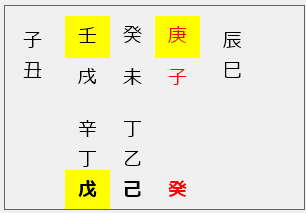 子 壬 癸 庚 辰
丑 戌 未 子 巳
辛 丁
丁 乙
戊 己 癸